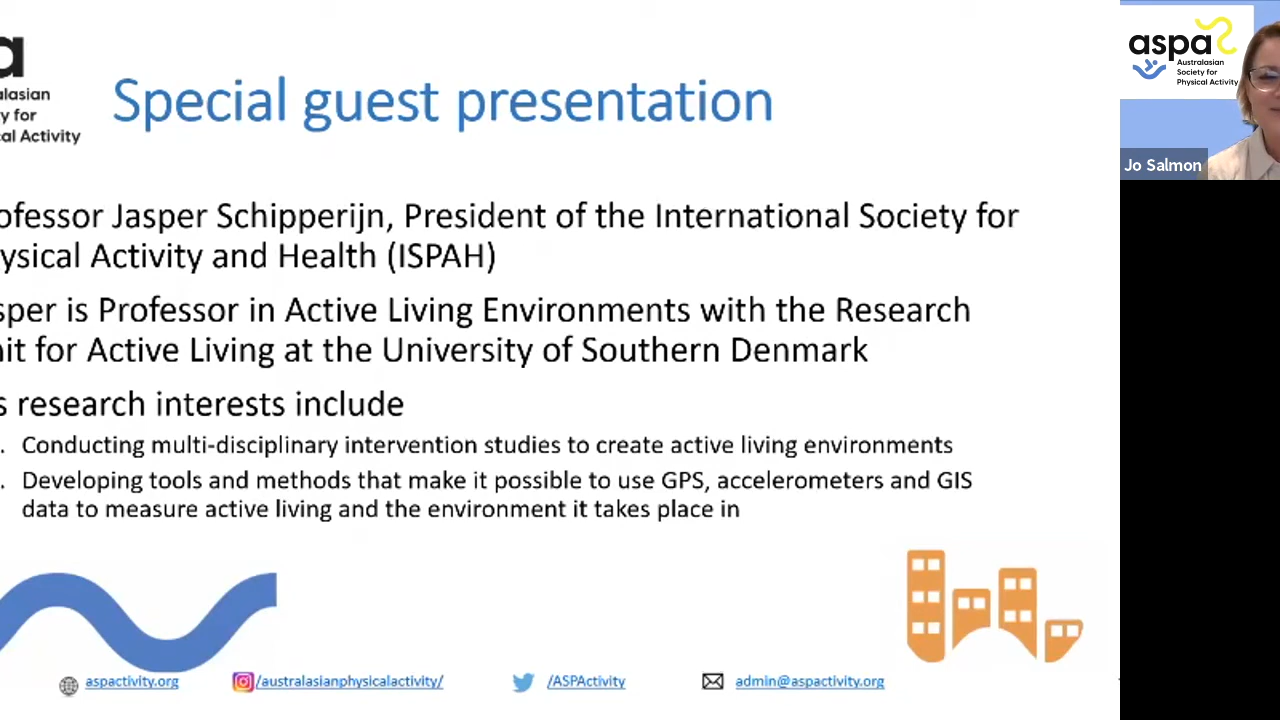 a
alasian
y for
cal Activity
Special guest presentation
ofessor Jasper Schipperijn, President of the International Society for
ysical Activity and Health (ISPAH)
sper is Professor in Active Living Environments with the Research
nit for Active Living at the University of Southern Denmark
s research interests include
. Conducting multi-disciplinary intervention studies to create active living environments
. Developing tools and methods that make it possible to use GPS, accelerometers and GIS
data to measure active living and the environment it takes place in
aspactivity.org /australasianphysicalactivity/ /ASPActivity admin@aspactivity.org
aspa
Australasian
Society for
Physical Activity
Jo Salmon